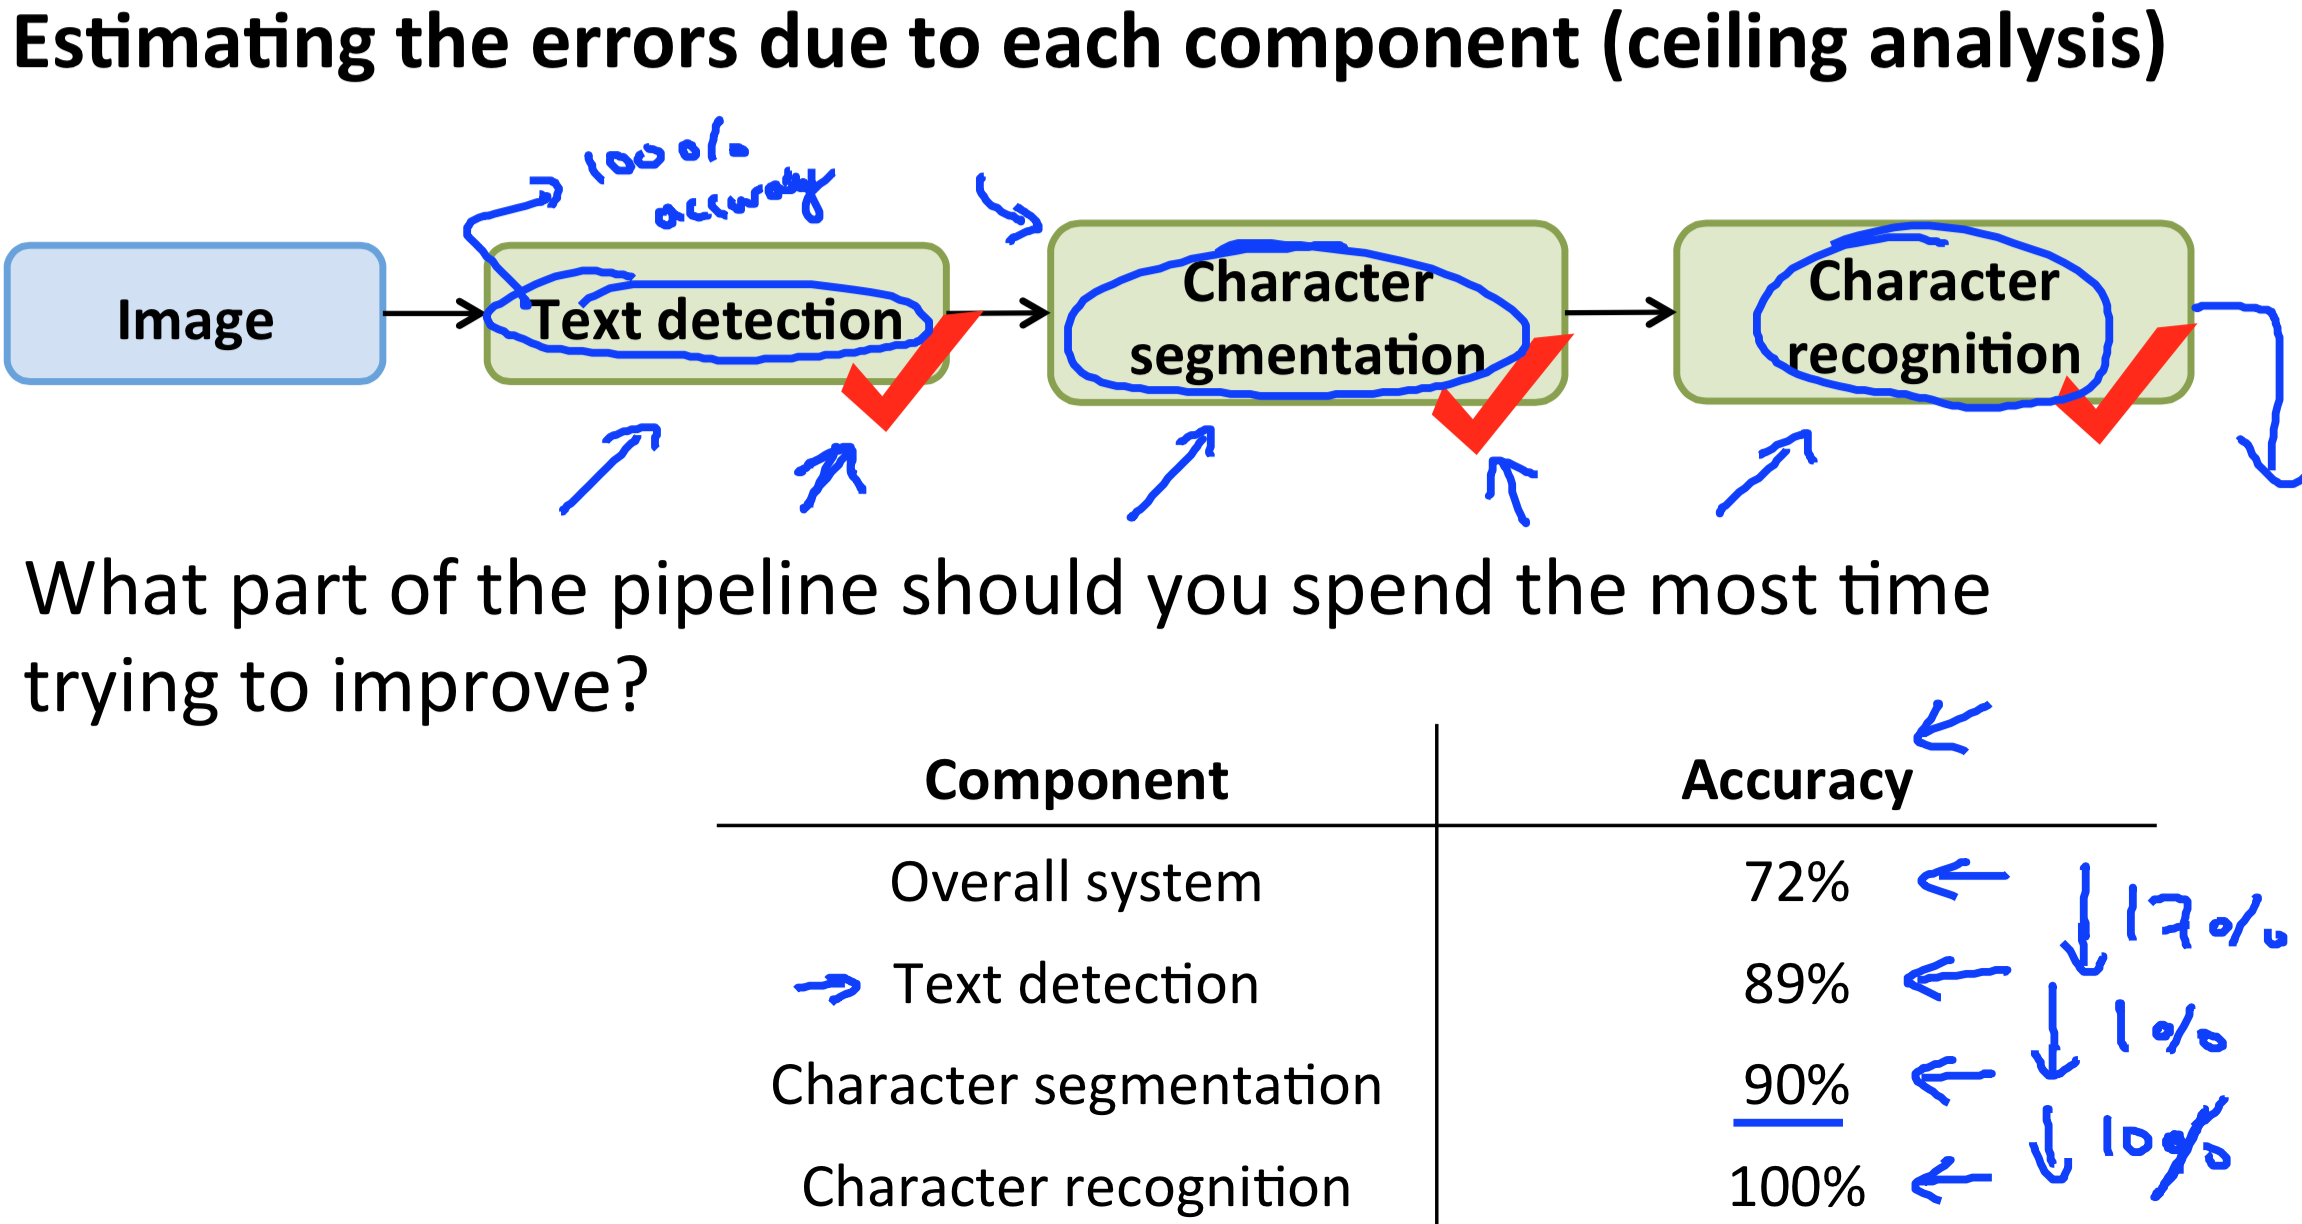 Estimating the errors due to each component (ceiling analysis)
100%
accuracy
Image
Text detection
Character
segmentation
Character
recognition
What part of the pipeline should you spend the most time
trying to improve?
Component Accuracy
Overall system 72%
17%
Text detection 89%
1%
Character segmentation 90%
10%
Character recognition 100%